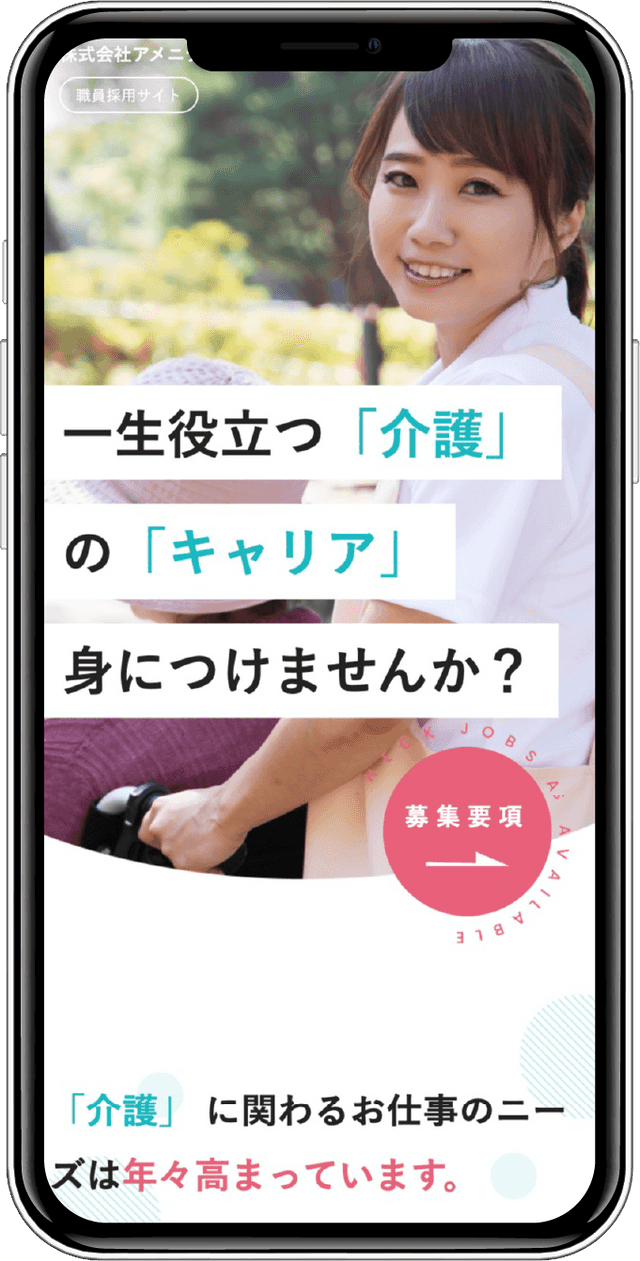 株式会社アメニ
職員採用サイト
一生役立つ「介護」
の「キャリア」
身につけませんか？
募集要項
JOBS
AVAILABLE
「介護」 に関わるお仕事のニー
ズは年々高まっています。